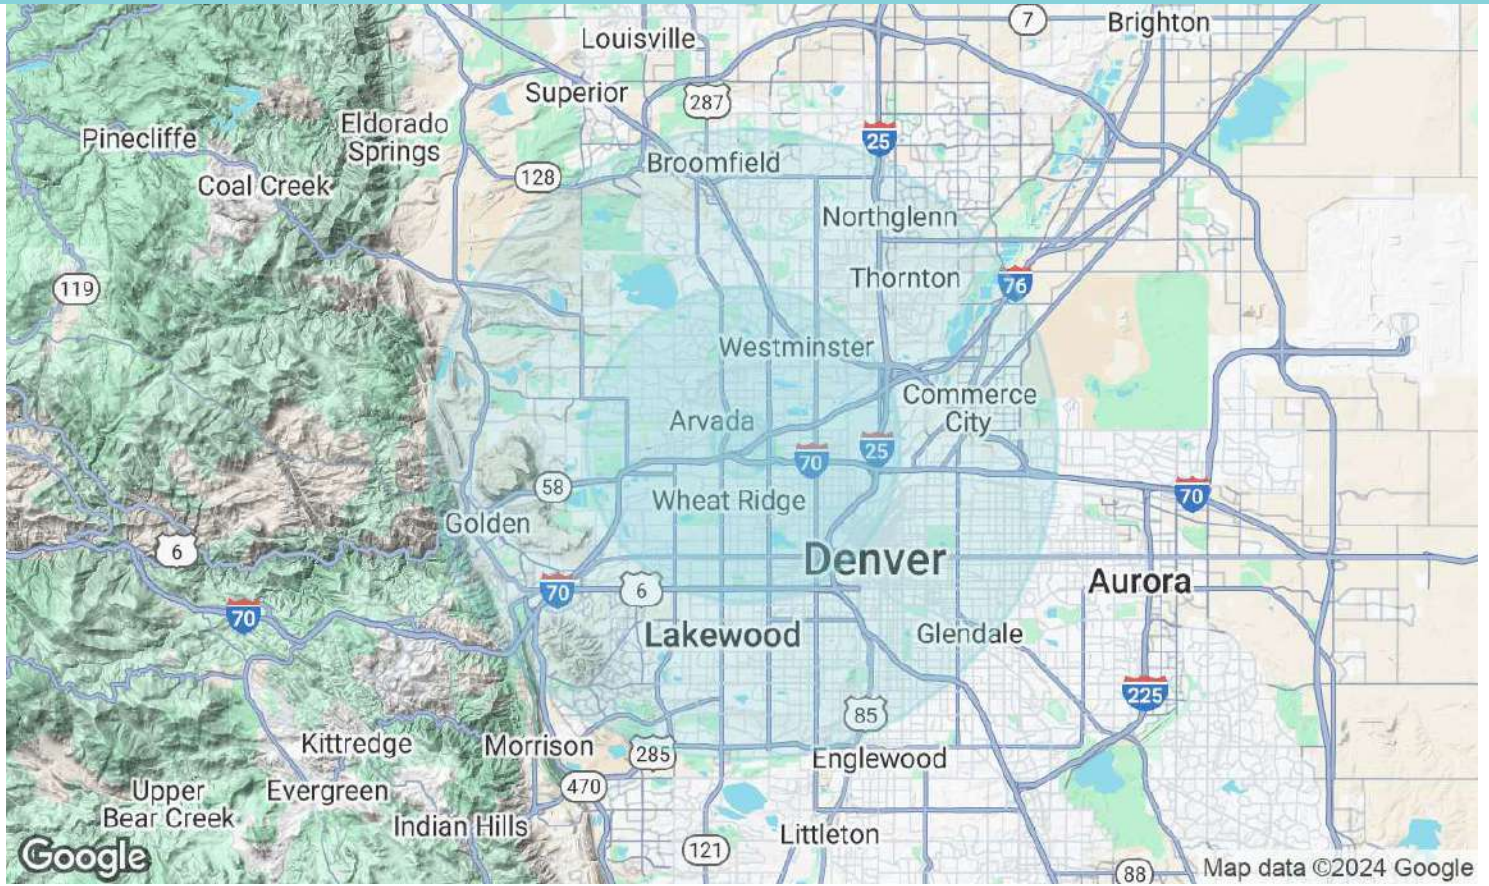 7
Brighton
Louisville
Superior
287
Pinecliffe
Eldorado
Springs
25
Broomfield
128
Coal Creek
Northglenn
Thornton
76
119
Westminster
Commerce
City
Arvada
70
25
58
Wheat Ridge
70
Golden
6
Denver
Aurora
70
6
70
Lakewood
Glendale
225
85
Kittredge
Morrison
285
Englewood
Upper
Bear Creek
Evergreen
470
Indian Hills
Littleton
121
Google
88
Map data ©2024 Google